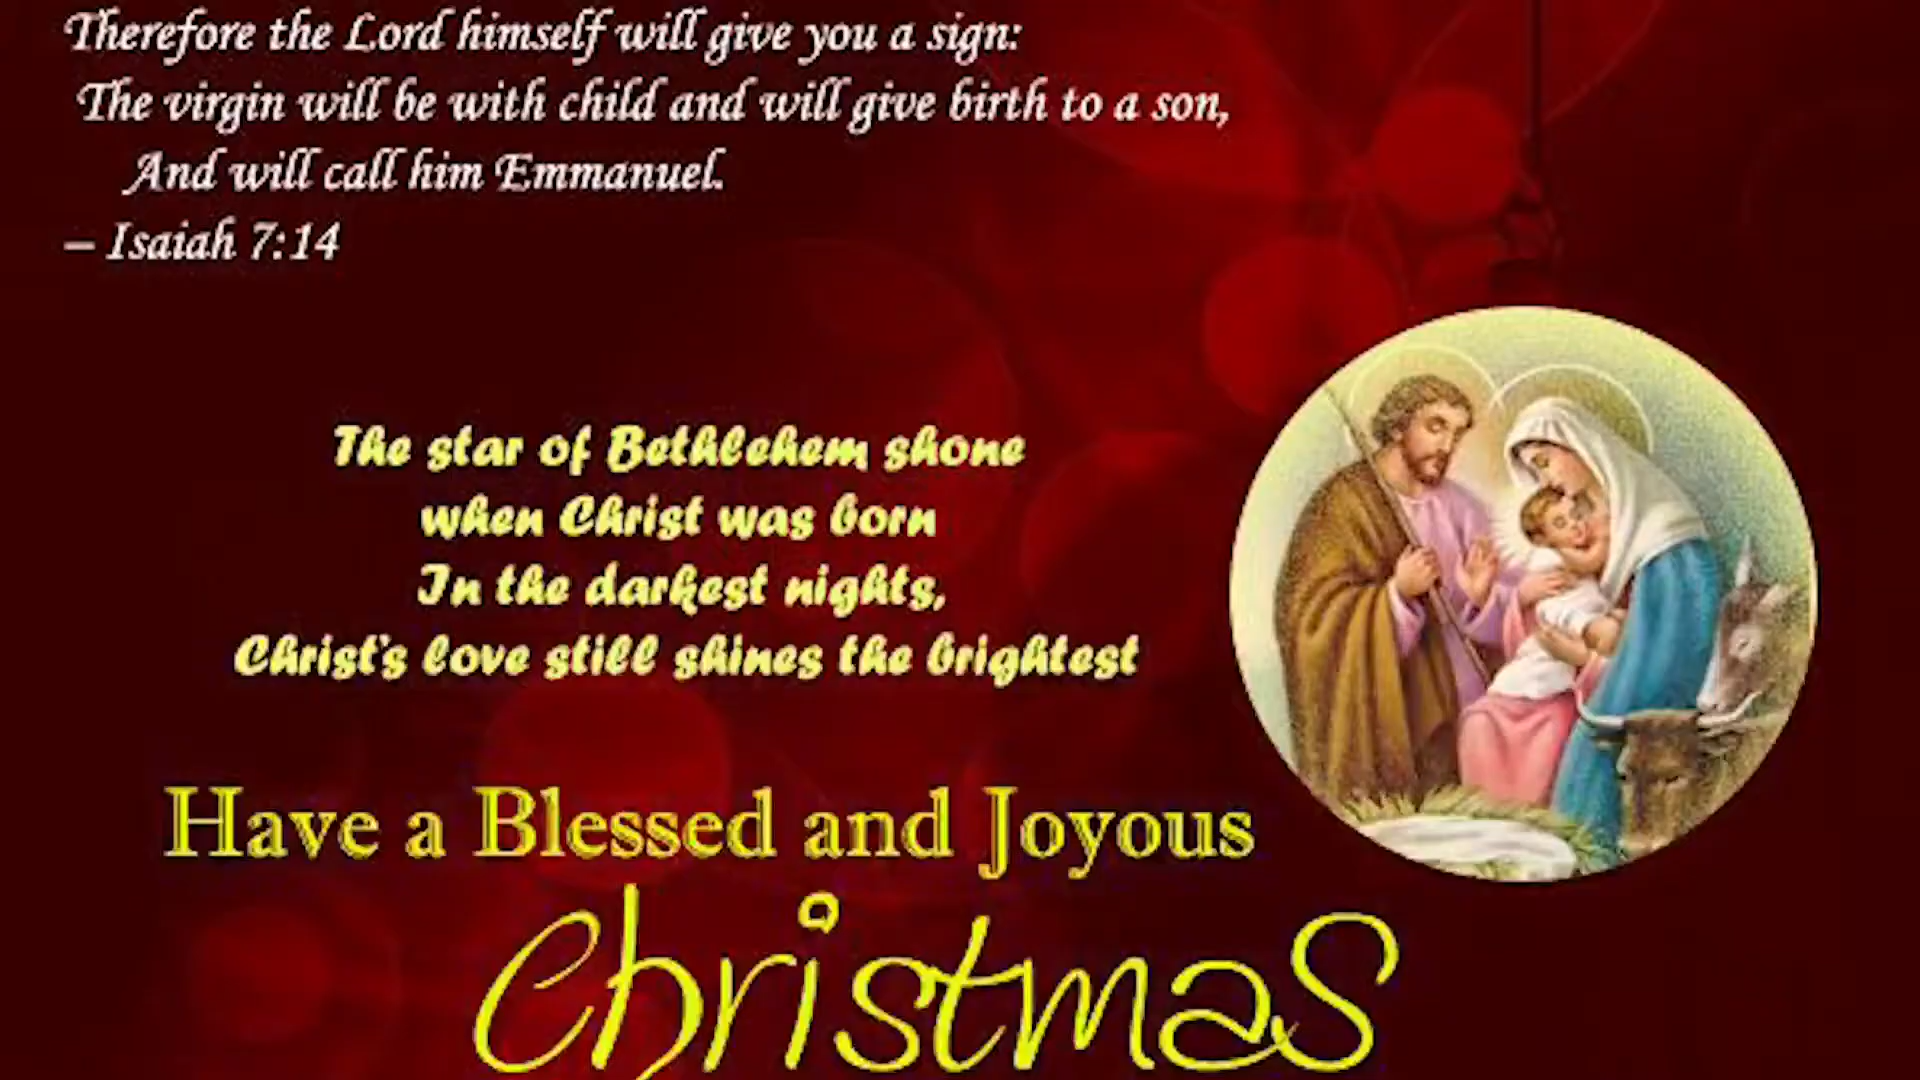 Therefore the Lord himself will give you a sign:
The virgin will be with child and will give birth to a son,
And will call him Emmanuel.
– Isaiah 7:14
The star of Bethlehem shone
when Christ was born
In the darkest nights,
Christ's love still shines the brightest
Have a Blessed and Joyous
Christmas